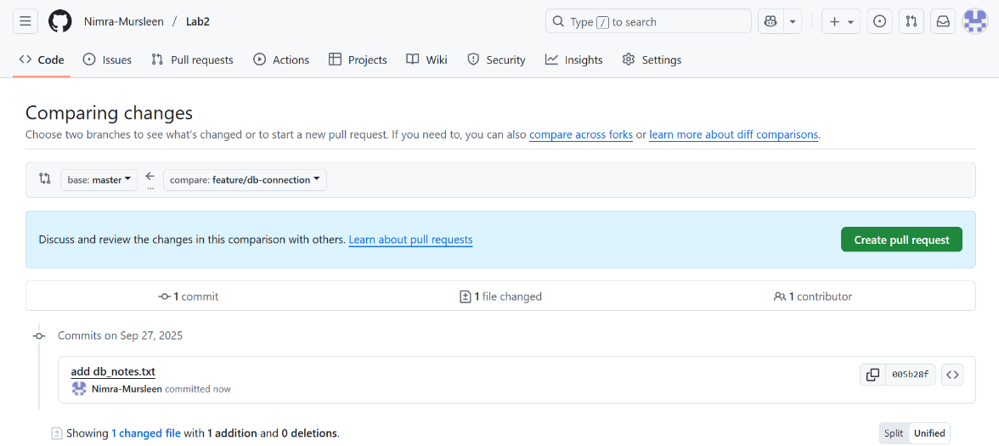 Nimra-Mursleen / Lab2
Type / to search
Code Issues Pull requests Actions Projects Wiki Security Insights Settings
Comparing changes
Choose two branches to see what's changed or to start a new pull request. If you need to, you can also compare across forks or learn more about diff comparisons.
base: master ← ... compare: feature/db-connection
Discuss and review the changes in this comparison with others. Learn about pull requests Create pull request
1 commit 1 file changed 1 contributor
Commits on Sep 27, 2025
add db_notes.txt
005b28f
Nimra-Mursleen committed now
Showing 1 changed file with 1 addition and 0 deletions. Split Unified